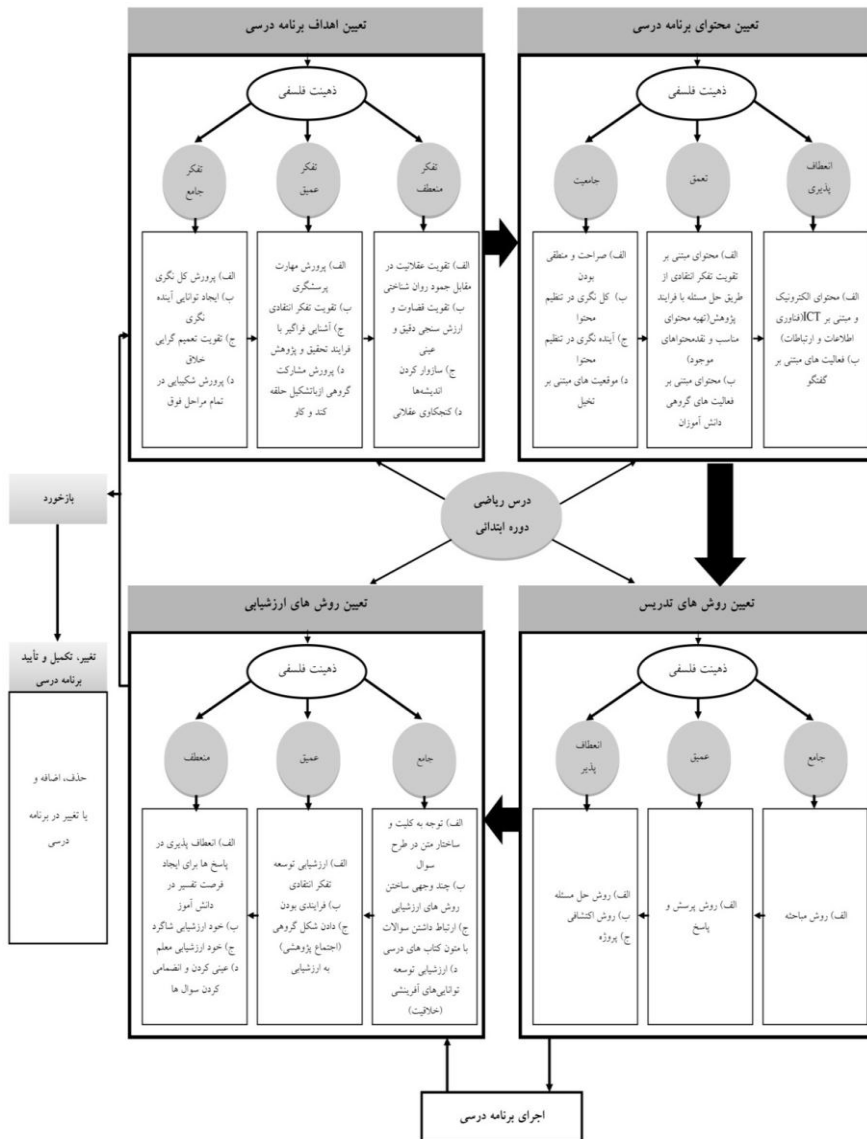 تعیین اهداف برنامه درسی
ذهینت فلسفی
تفکر
جامع
تفکر
عمیق
تفکر
منعطف
الف) پرورش کل نگری
ب) ایجاد توانایی آینده
نگری
ج) تقویت تعمیم گرایی
خلاق
د) پرورش شکیبایی در
تمام مراحل فوق
الف) پرورش مهارت
پرسشگری
ب) تقویت تفکر انتقادی
ج) آشنایی فراگیر با
فرایند تحقیق و پژوهش
د) پرورش مشارکت
گروهی ازباتشکیل حلقه
کند و کاو
الف) تقویت عقلانیت در
مقابل جمود روان شناختی
ب) تقویت قضاوت و
ارزش سنجی دقیق و
عینی
ج) سازوار کردن
اندیشه‌ها
د) کنجکاوی عقلانی
تعیین محتوای برنامه درسی
ذهینت فلسفی
جامعیت
تعمق
انعطاف
پذیری
الف) صراحت و منطقی
بودن
ب) کل نگری در تنظیم
محتوا
ج) آینده نگری در تنظیم
محتوا
د) موقعیت های مبتنی بر
تخیل
الف) محتوای مبتنی بر
تقویت تفکر انتقادی از
طریق حل مسئله با فرایند
پژوهش(تهیه محتوای
مناسب و نقدمحتواهای
موجود)
ب) محتوای مبتنی بر
فعالیت های گروهی
دانش آموزان
الف) محتوای الکترونیک
و مبتنی بر ICT(فناوری
اطلاعات و ارتباطات)
ب) فعالیت های مبتنی بر
گفتگو
درس ریاضی
دوره ابتدائی
بازخورد
تغییر، تکمیل و تأیید
برنامه درسی
حذف، اضافه و
یا تغییر در برنامه
درسی
تعیین روش های تدریس
ذهینت فلسفی
جامع
عمیق
انعطاف
پذیر
الف) روش مباحثه
الف) روش پرسش و
پاسخ
الف) روش حل مسئله
ب) روش اکتشافی
ج) پروژه
تعیین روش های ارزشیابی
ذهینت فلسفی
جامع
عمیق
منعطف
الف) توجه به کلیت و
ساختار متن در طرح
سوال
ب) چند وجهی ساختن
روش های ارزشیابی
ج) ارتباط داشتن سوالات
با متون کتاب های درسی
د) ارزشیابی توسعه
توانایی‌های آفرینشی
(خلاقیت)
الف) ارزشیابی توسعه
تفکر انتقادی
ب) فرایندی بودن
ج) دادن شکل گروهی
(اجتماع پژوهشی)
به ارزشیابی
الف) انعطاف پذیری در
پاسخ ها برای ایجاد
فرصت تفسیر در
دانش آموز
ب) خود ارزشیابی شاگرد
ج) خود ارزشیابی معلم
د) عینی کردن و انضمامی
کردن سوال ها
اجرای برنامه درسی